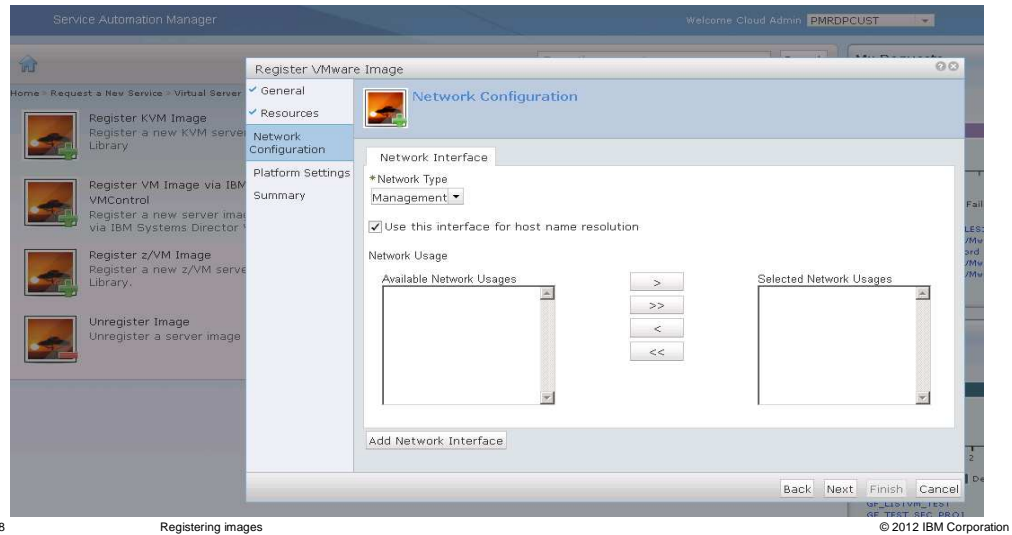 Service Automation Manager
Welcome Cloud Admin PMRDPCUST
Home > Request a New Service > Virtual Server
Register KVM Image
Register a new KVM server
Library
Register VM Image via IBM
VMControl
Register a new server
via IBM Systems Director
Register z/VM Image
Register a new z/VM serve
Library.
Unregister Image
Unregister a server image
Register VMware Image
General
Resources
Network
Configuration
Platform Settings
Summary
Network Configuration
Network Interface
*Network Type
Management
Use this interface for host name resolution
Network Usage
Available Network Usages
>
>>
<
<<
Selected Network Usages
Add Network Interface
Back Next Finish Cancel
8
Registering images
© 2012 IBM Corporation